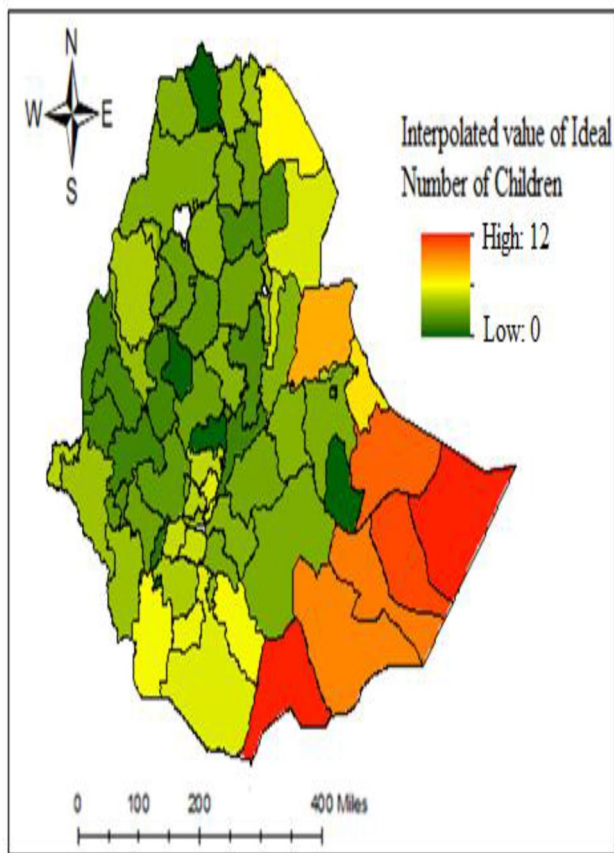 N
W E
S
Interpolated value of Ideal
Number of Children
High: 12
Low: 0
0 100 200 400 Miles